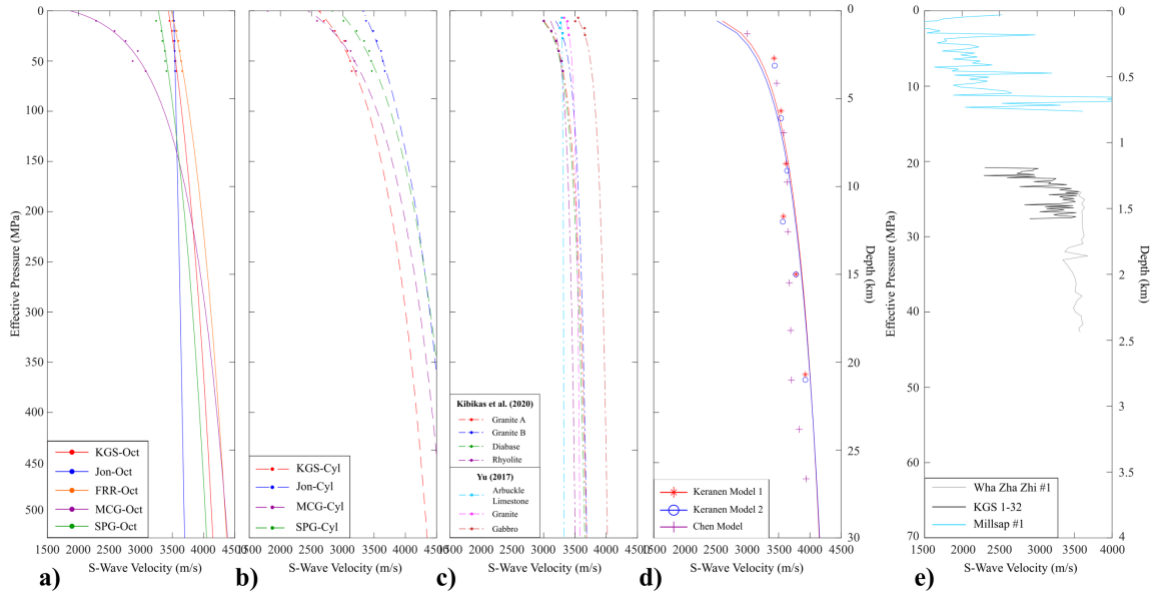 Effective Pressure (MPa)
0
50
100
150
200
250
300
350
400
450
500
KGS-Oct
Jon-Oct
FRR-Oct
MCG-Oct
SPG-Oct
1500 2000 2500 3000 3500 4000 4500
S-Wave Velocity (m/s)
a)
KGS-Cyl
Jon-Cyl
MCG-Cyl
SPG-Cyl
2000 2500 3000 3500 4000 4500
S-Wave Velocity (m/s)
b)
Kibikas et al. (2020)
Granite A
Granite B
Diabase
Rhyolite
Yu (2017)
Arbuckle
Limestone
Granite
Gabbro
2000 2500 3000 3500 4000 4500
S-Wave Velocity (m/s)
c)
0
5
10
15
20
25
30
Depth (km)
Keranen Model 1
Keranen Model 2
Chen Model
1500 2000 2500 3000 3500 4000 4500
S-Wave Velocity (m/s)
d)
Effective Pressure (MPa)
0
10
20
30
40
50
60
70
0
0.5
1
1.5
2
2.5
3
3.5
4
Depth (km)
Wha Zha Zhi #1
KGS 1-32
Millsap #1
1500 2000 2500 3000 3500 4000
S-Wave Velocity (m/s)
e)